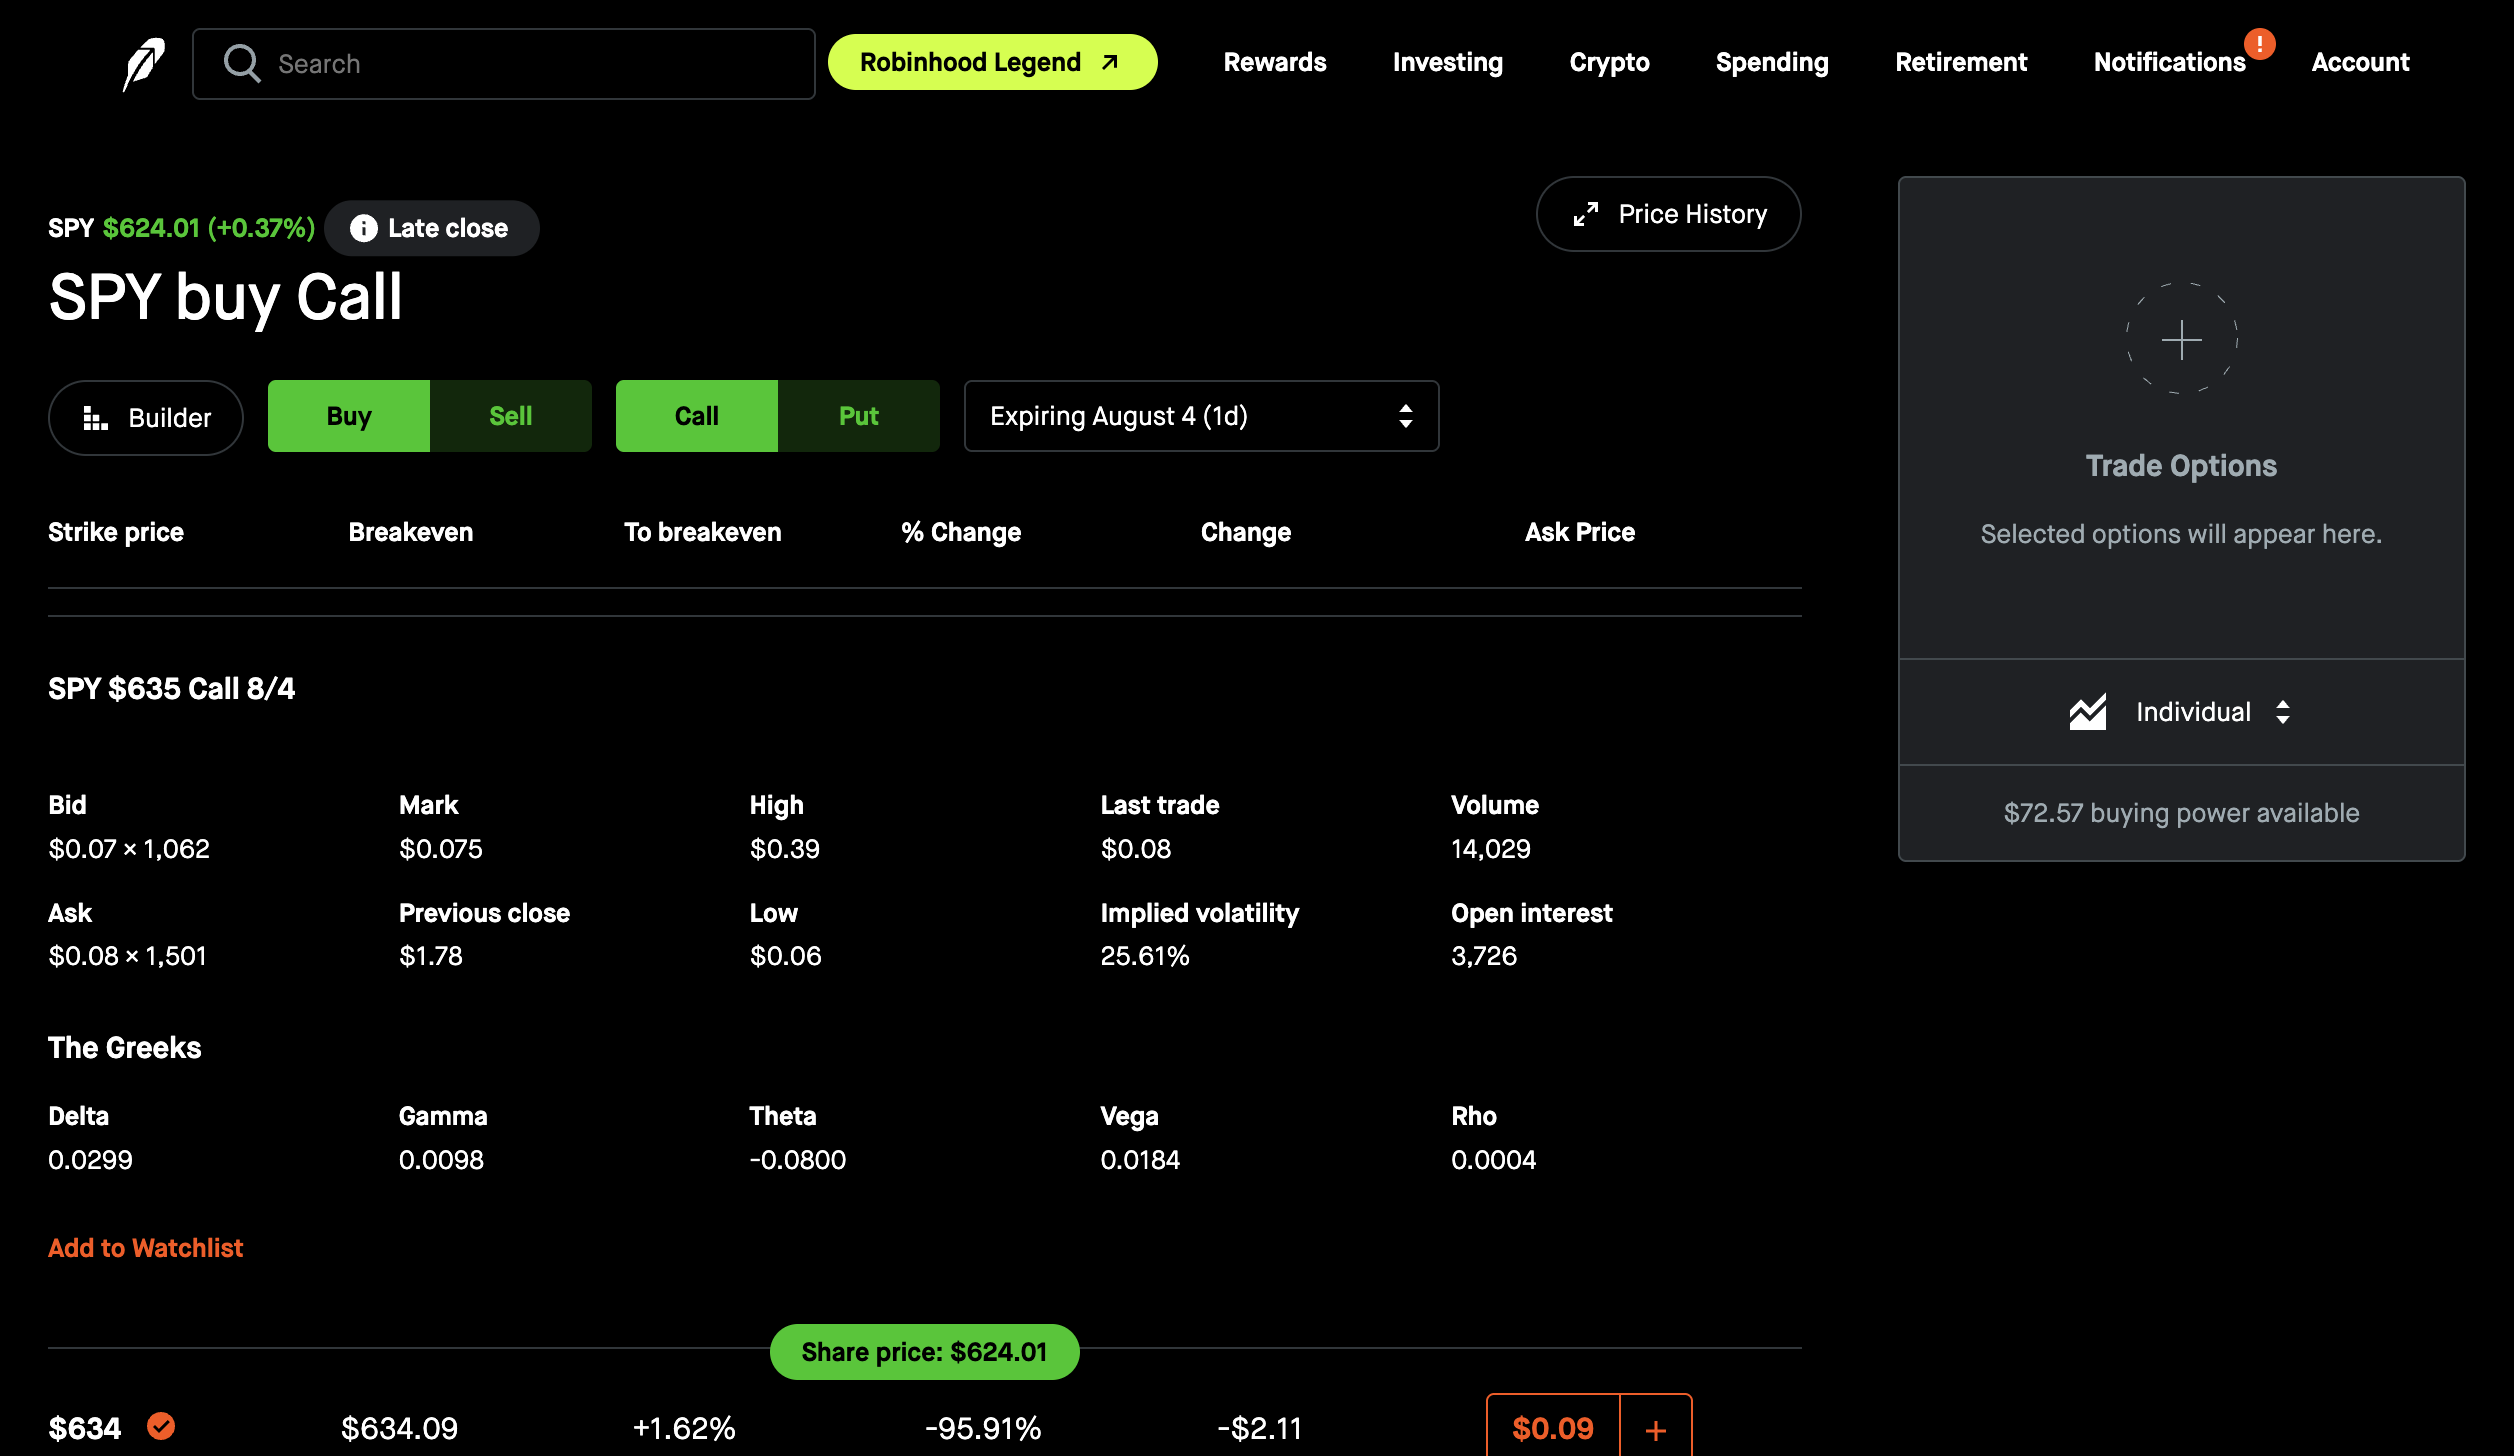 Search
Robinhood Legend
Rewards
Investing
Crypto
Spending
Retirement
Notifications
!
Account
SPY $624.01 (+0.37%)
Late close
Price History
SPY buy Call
Builder
Buy
Sell
Call
Put
Expiring August 4 (1d)
Strike price Breakeven To breakeven % Change Change Ask Price
SPY $635 Call 8/4
Bid Mark High Last trade Volume
$0.07 × 1,062 $0.075 $0.39 $0.08 14,029
Ask Previous close Low Implied volatility Open interest
$0.08 × 1,501 $1.78 $0.06 25.61% 3,726
The Greeks
Delta Gamma Theta Vega Rho
0.0299 0.0098 -0.0800 0.0184 0.0004
Add to Watchlist
Share price: $624.01
$634 $634.09 +1.62% -95.91% -$2.11 $0.09 +
Trade Options
Selected options will appear here.
Individual
$72.57 buying power available